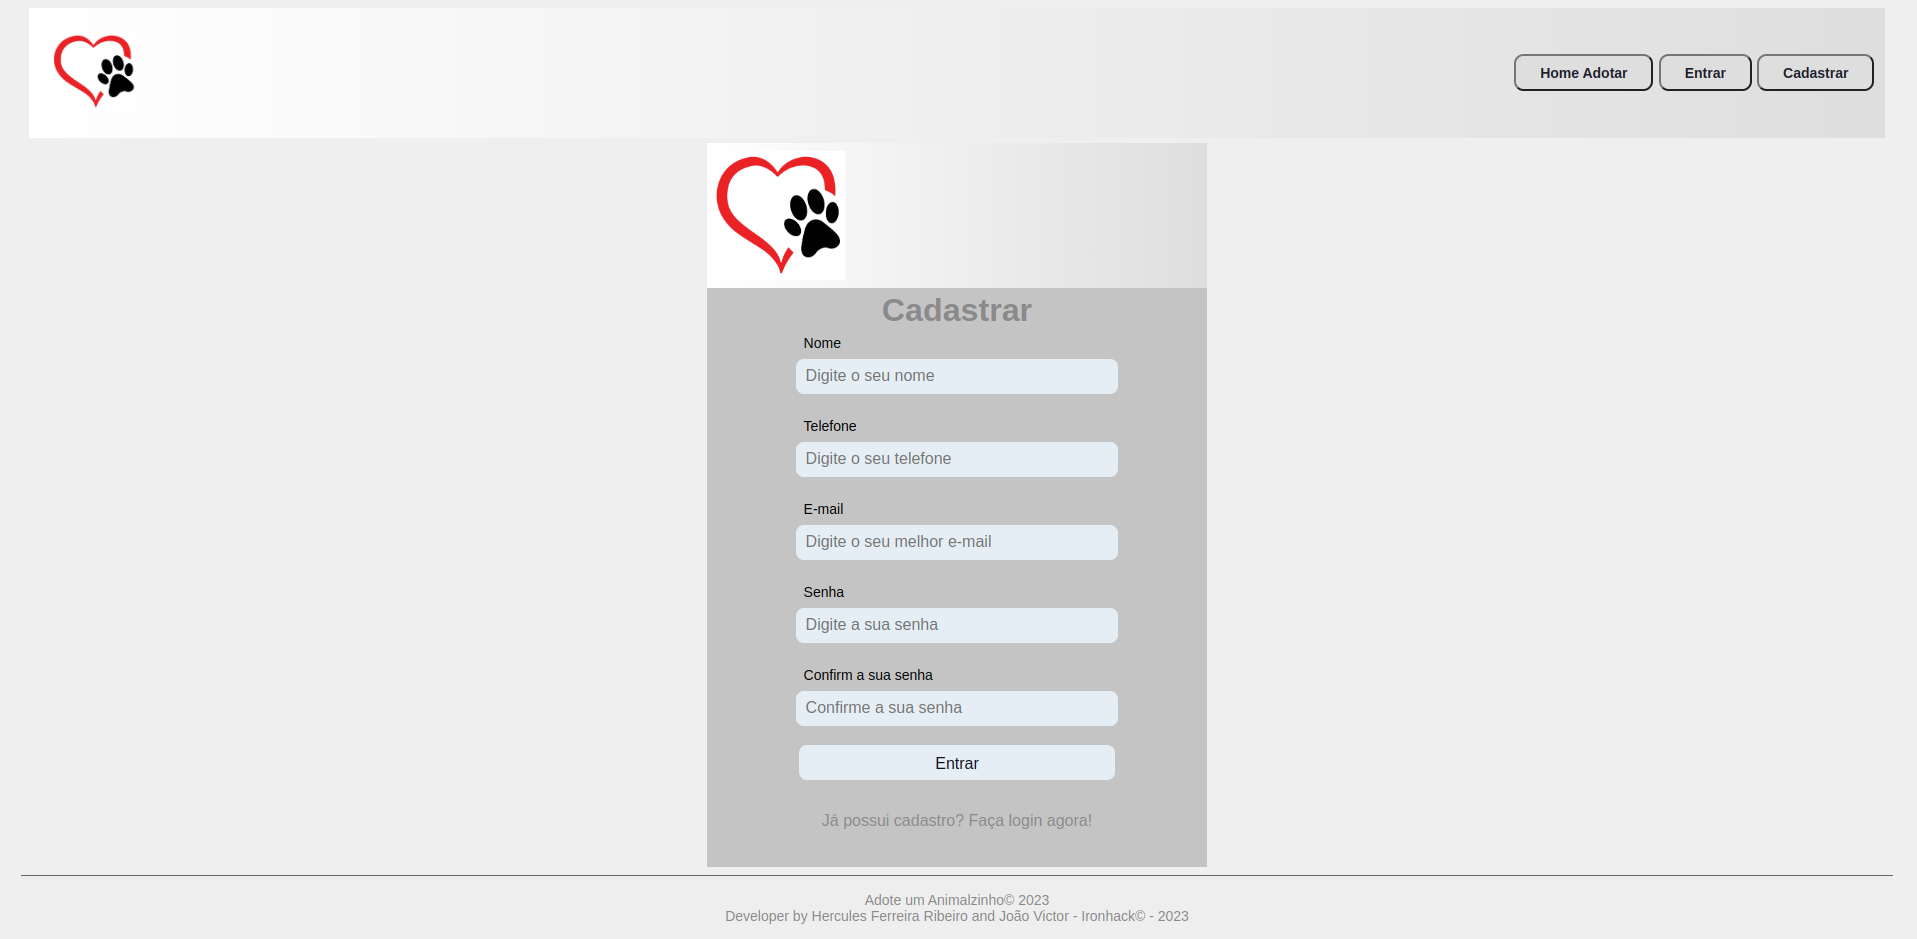 Home Adotar
Entrar
Cadastrar
Cadastrar
Nome
Digite o seu nome
Telefone
Digite o seu telefone
E-mail
Digite o seu melhor e-mail
Senha
Digite a sua senha
Confirm a sua senha
Confirme a sua senha
Entrar
Já possui cadastro? Faça login agora!
Adote um Animalzinho© 2023
Developer by Hercules Ferreira Ribeiro and João Victor - Ironhack© - 2023